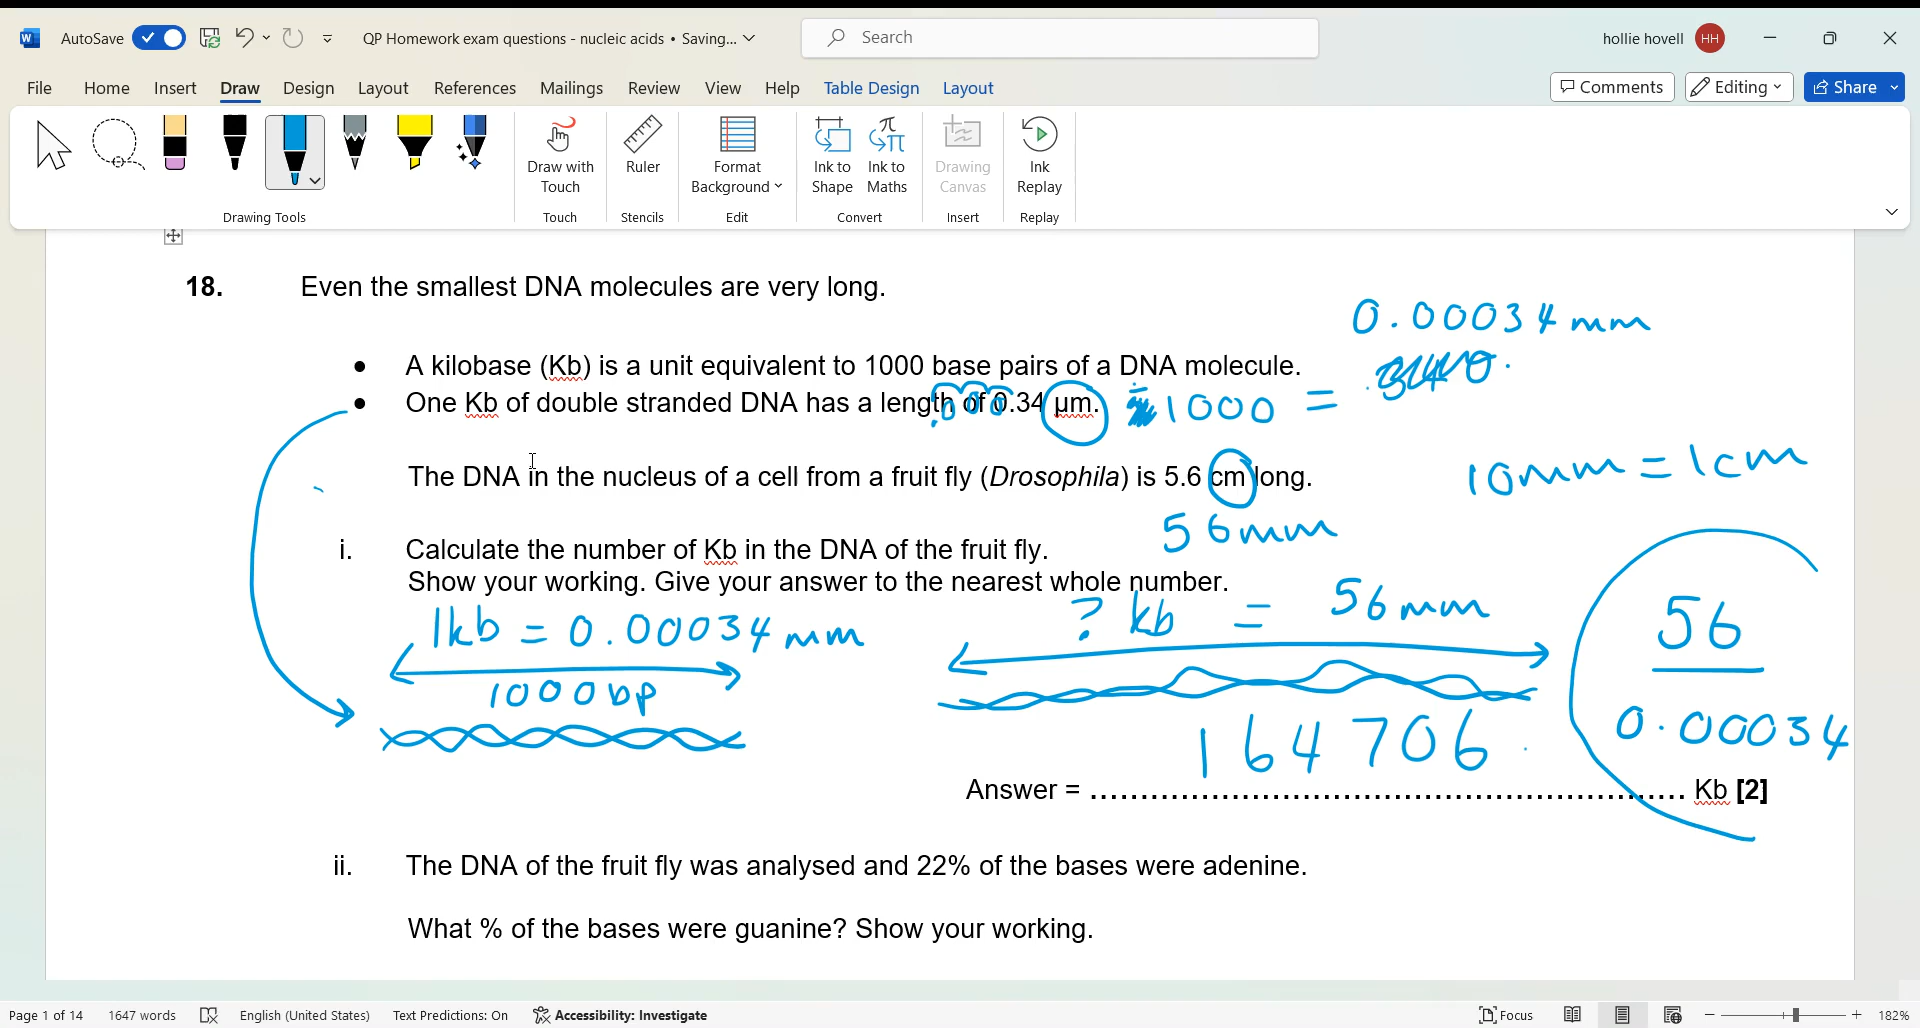 AutoSave
QP Homework exam questions - nucleic acids • Saving...
Search
hollie hovell
HH
File Home Insert Draw Design Layout References Mailings Review View Help Table Design Layout
Comments Editing Share
Draw with Touch
Ruler
Format Background
Ink to Shape
Ink to Maths
Drawing Canvas
Ink Replay
Drawing Tools Touch Stencils Edit Convert Insert Replay
18. Even the smallest DNA molecules are very long.
0.00034 mm
• A kilobase (Kb) is a unit equivalent to 1000 base pairs of a DNA molecule.
• One Kb of double stranded DNA has a length of 0.34 µm. ÷ 1000 =
10mm = 1cm
The DNA in the nucleus of a cell from a fruit fly (Drosophila) is 5.6 cm long.
56mm
i. Calculate the number of Kb in the DNA of the fruit fly.
Show your working. Give your answer to the nearest whole number.
1kb = 0.00034 mm
? kb = 56mm
56
1000bp
0.00034
164706
Answer = ................................................................ Kb [2]
ii. The DNA of the fruit fly was analysed and 22% of the bases were adenine.
What % of the bases were guanine? Show your working.
Page 1 of 14 1647 words English (United States) Text Predictions: On Accessibility: Investigate Focus 182%